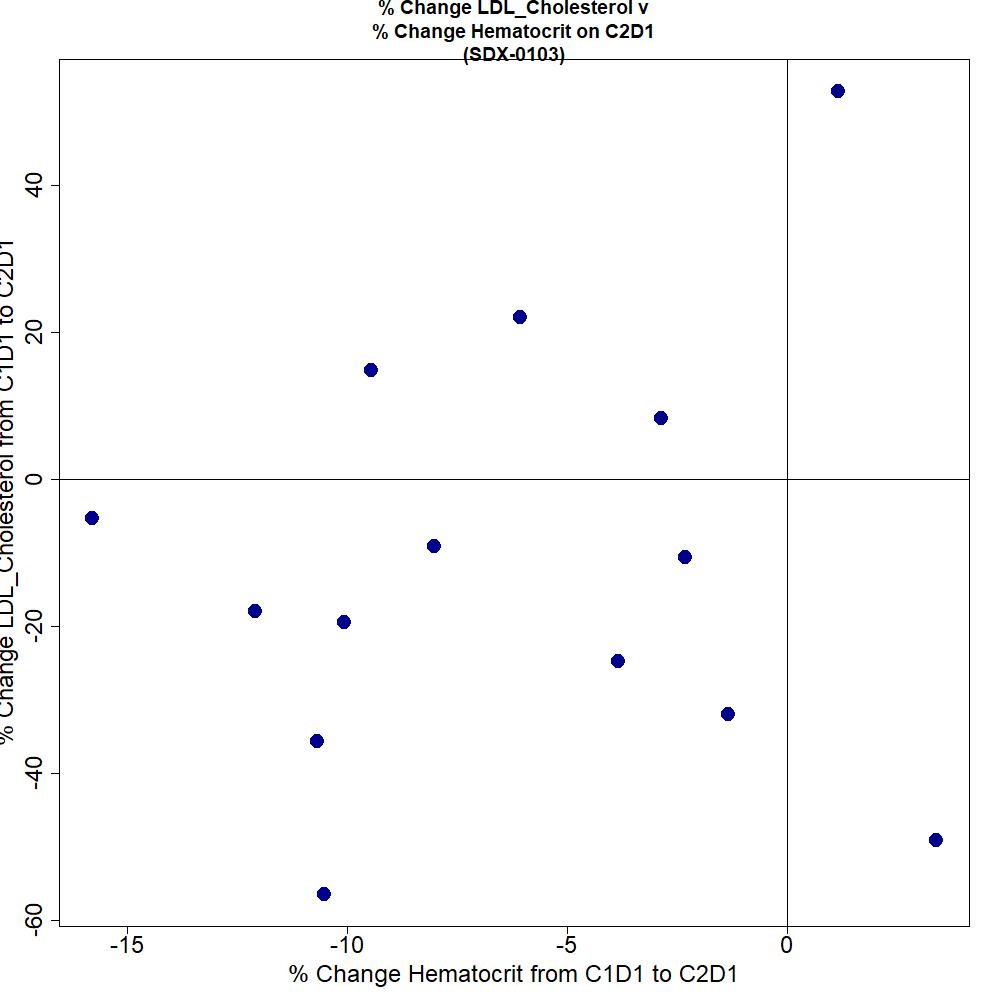 % Change LDL_Cholesterol v
% Change Hematocrit on C2D1
(SDX-0103)
% Change LDL_Cholesterol from C1D1 to C2D1
40
20
0
-20
-40
-60
-15
-10
-5
0
% Change Hematocrit from C1D1 to C2D1